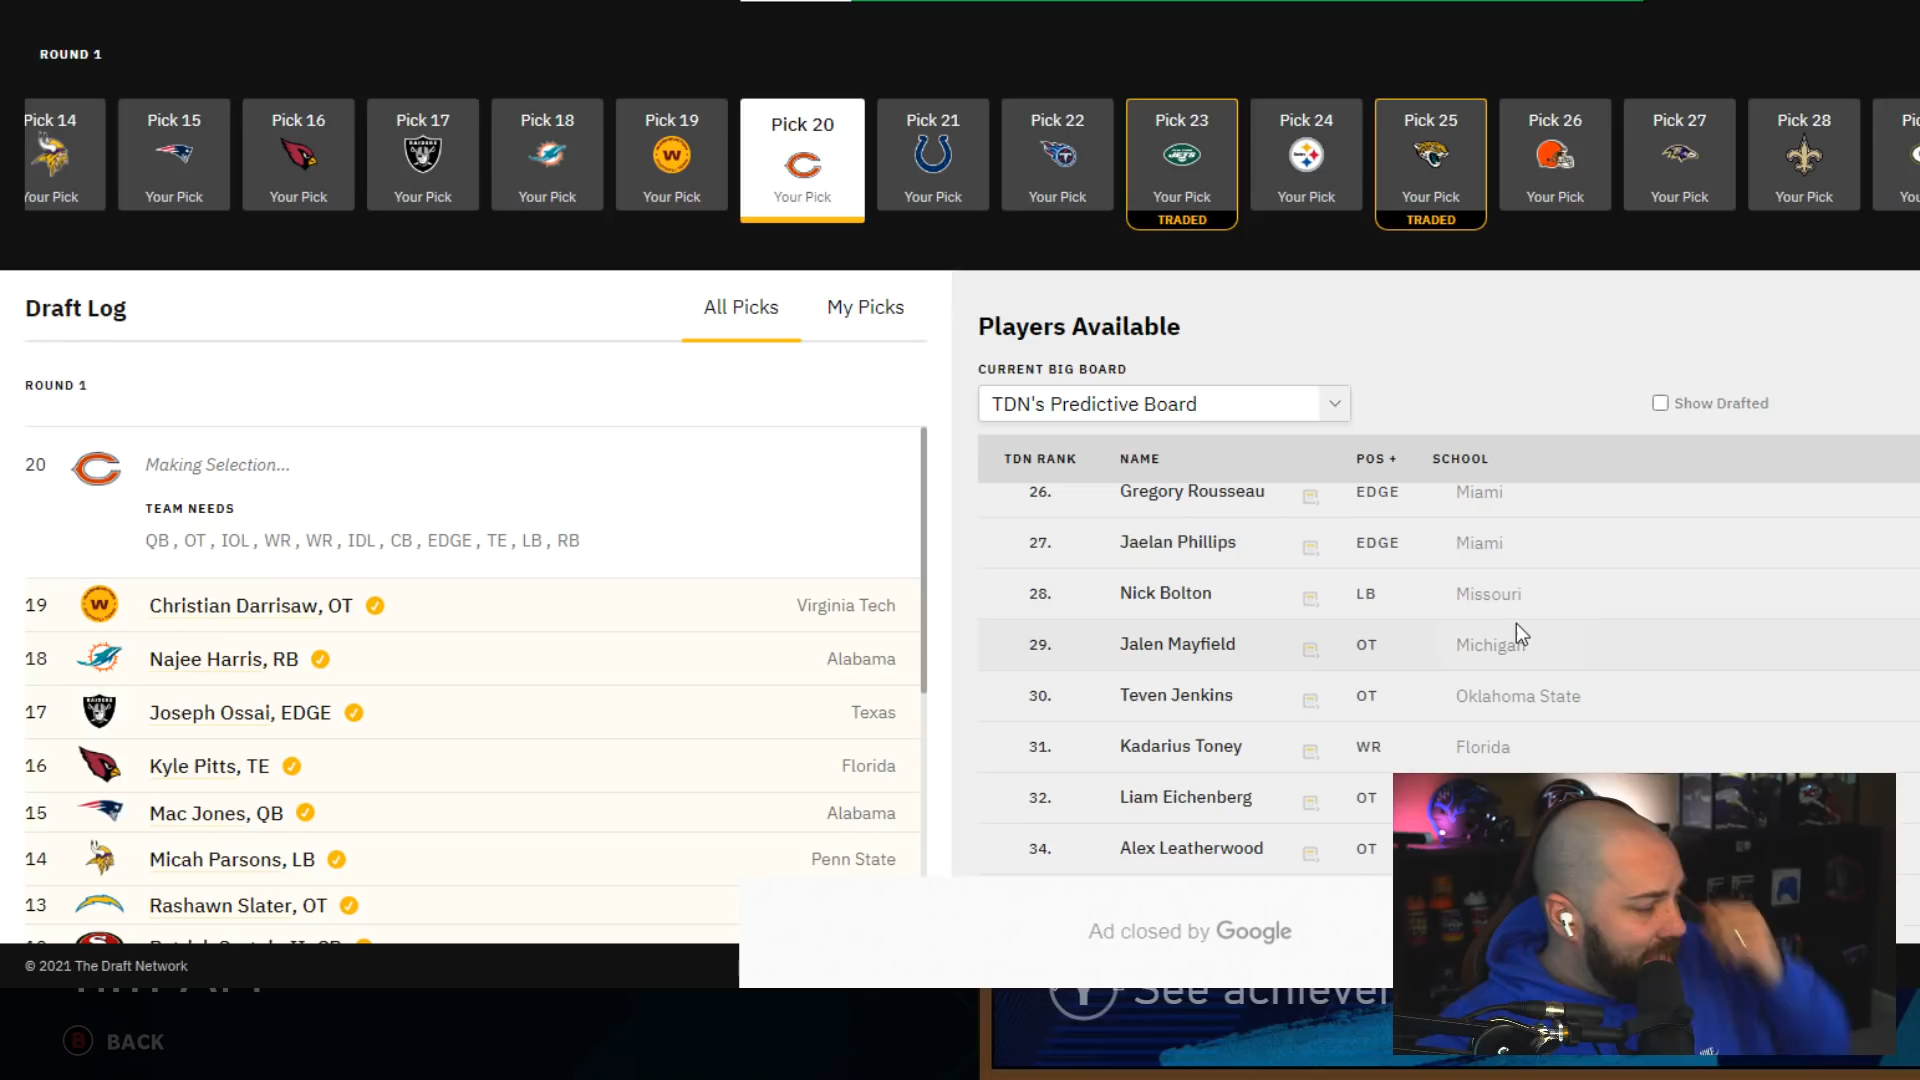 ROUND 1
Pick 14
Your Pick
Pick 15
Your Pick
Pick 16
Your Pick
Pick 17
RAIDERS
Your Pick
Pick 18
Your Pick
Pick 19
W
Your Pick
Pick 20
Your Pick
Pick 21
Your Pick
Pick 22
Your Pick
Pick 23
JETS
Your Pick
TRADED
Pick 24
Your Pick
Pick 25
Your Pick
TRADED
Pick 26
Your Pick
Pick 27
Your Pick
Pick 28
Your Pick
Draft Log
All Picks My Picks
ROUND 1
20 Making Selection...
TEAM NEEDS
QB, OT, IOL, WR, WR, IDL, CB, EDGE, TE, LB, RB
19 W Christian Darrisaw, OT Virginia Tech
18 Najee Harris, RB Alabama
17 RAIDERS Joseph Ossai, EDGE Texas
16 Kyle Pitts, TE Florida
15 Mac Jones, QB Alabama
14 Micah Parsons, LB Penn State
13 Rashawn Slater, OT
© 2021 The Draft Network
Players Available
CURRENT BIG BOARD
TDN's Predictive Board
Show Drafted
TDN RANK NAME POS + SCHOOL
26. Gregory Rousseau EDGE Miami
27. Jaelan Phillips EDGE Miami
28. Nick Bolton LB Missouri
29. Jalen Mayfield OT Michigan
30. Teven Jenkins OT Oklahoma State
31. Kadarius Toney WR Florida
32. Liam Eichenberg OT
34. Alex Leatherwood OT
Ad closed by Google
Y See
B BACK